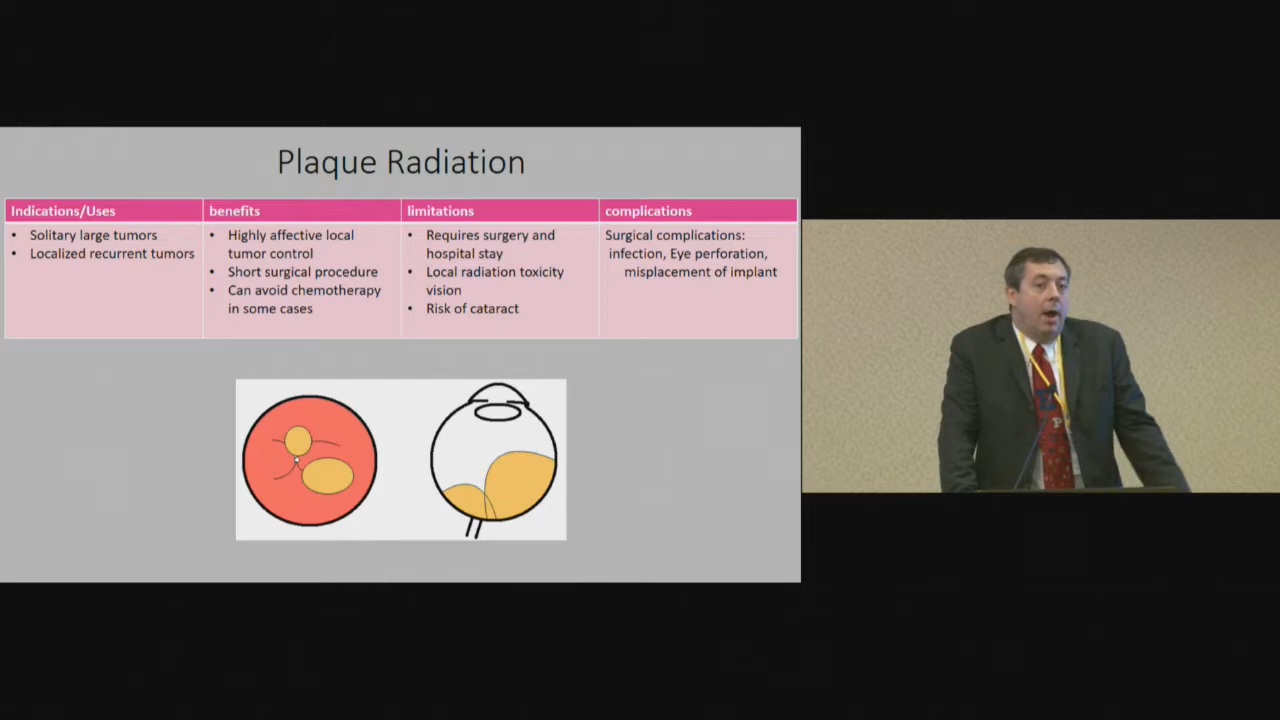 Plaque Radiation
Indications/Uses
• Solitary large tumors
• Localized recurrent tumors
benefits
• Highly affective local
tumor control
• Short surgical procedure
• Can avoid chemotherapy
in some cases
limitations
• Requires surgery and
hospital stay
• Local radiation toxicity
vision
• Risk of cataract
complications
Surgical complications:
infection, Eye perforation,
misplacement of implant